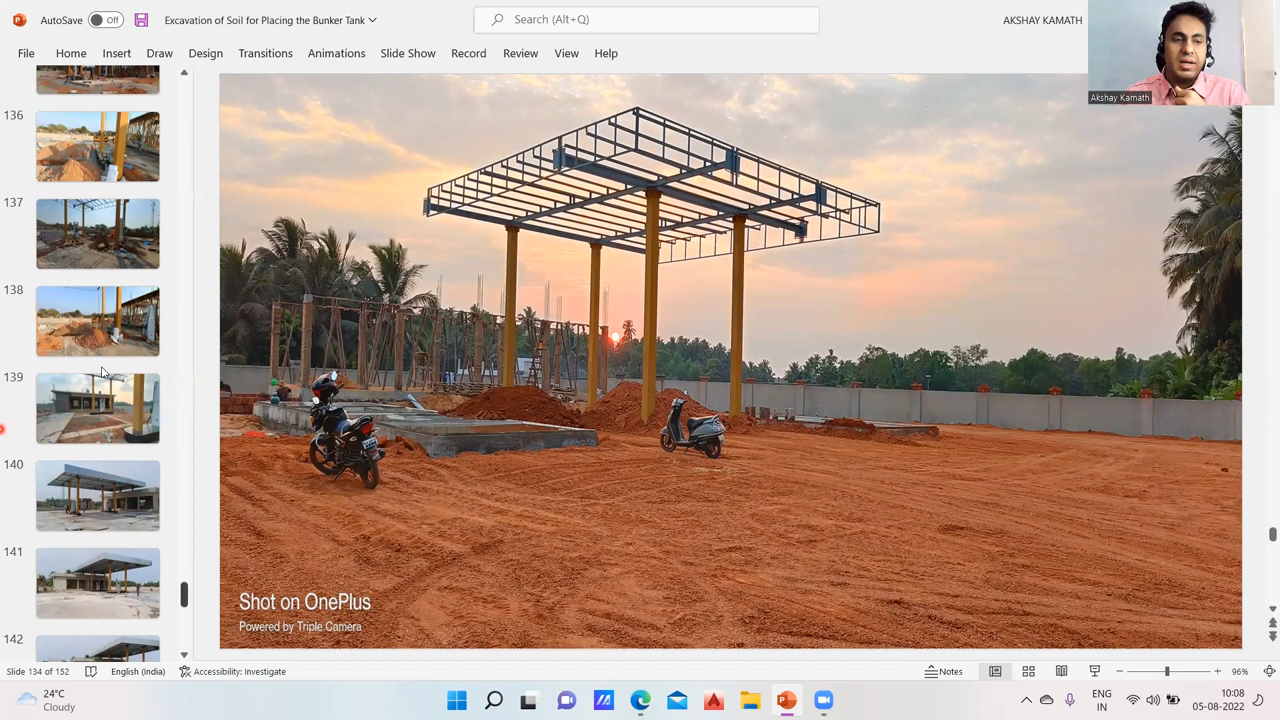 AutoSave Off Excavation of Soil for Placing the Bunker Tank Search (Alt+Q) AKSHAY KAMATH
File Home Insert Draw Design Transitions Animations Slide Show Record Review View Help
Akshay Kamath
136
137
138
139
140
141
142
Shot on OnePlus
Powered by Triple Camera
Slide 134 of 152 English (India) Accessibility: Investigate Notes 96%
24°C
Cloudy
ENG
IN
10:08
05-08-2022